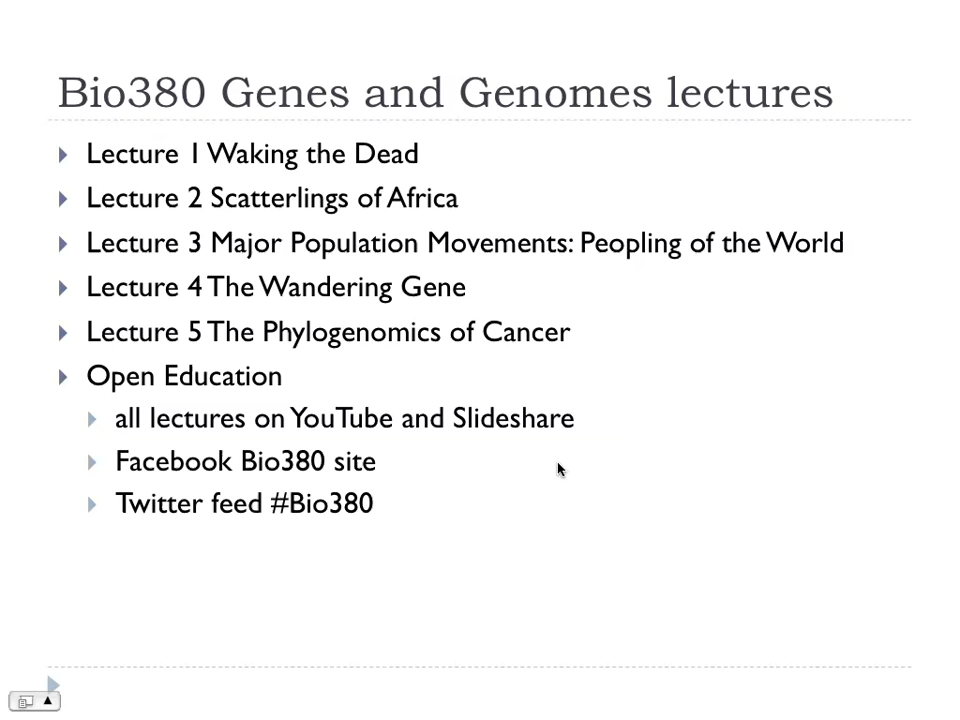 Bio380 Genes and Genomes lectures
Lecture 1 Waking the Dead
Lecture 2 Scatterlings of Africa
Lecture 3 Major Population Movements: Peopling of the World
Lecture 4 The Wandering Gene
Lecture 5 The Phylogenomics of Cancer
Open Education
all lectures on YouTube and Slideshare
Facebook Bio380 site
Twitter feed #Bio380